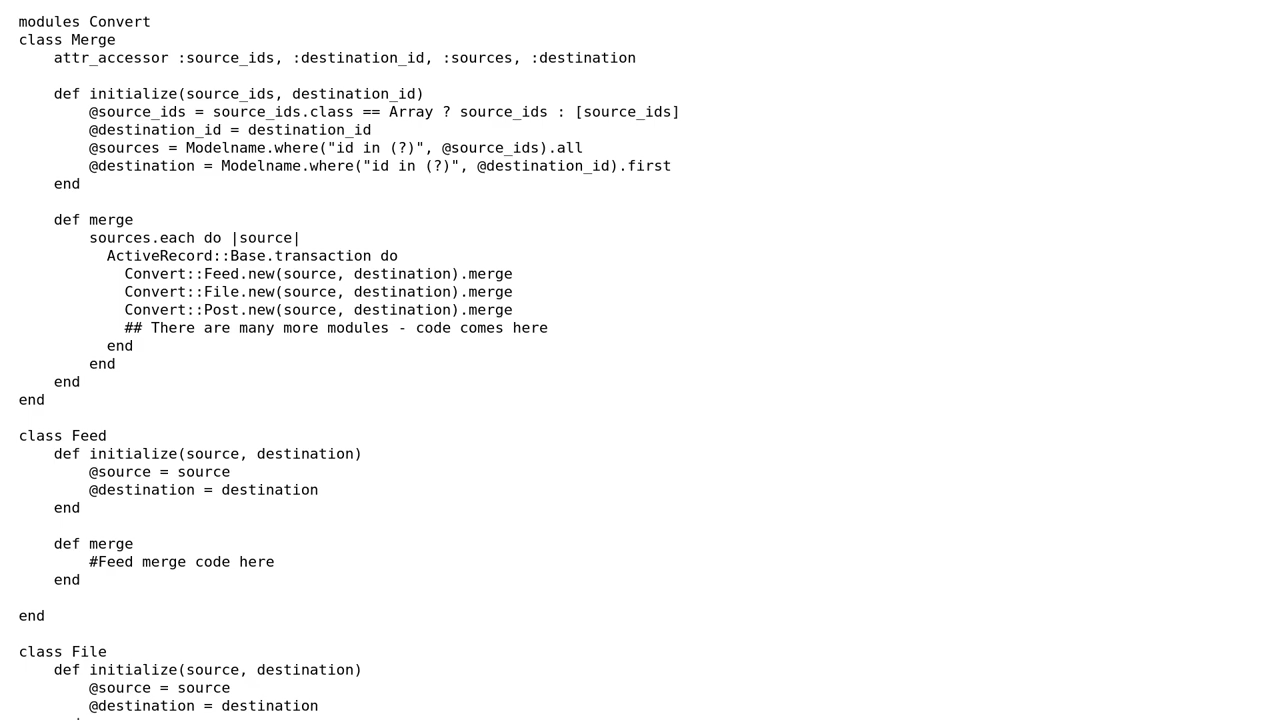 modules Convert
class Merge
    attr_accessor :source_ids, :destination_id, :sources, :destination

    def initialize(source_ids, destination_id)
        @source_ids = source_ids.class == Array ? source_ids : [source_ids]
        @destination_id = destination_id
        @sources = Modelname.where("id in (?)", @source_ids).all
        @destination = Modelname.where("id in (?)", @destination_id).first
    end

    def merge
        sources.each do |source|
          ActiveRecord::Base.transaction do
            Convert::Feed.new(source, destination).merge
            Convert::File.new(source, destination).merge
            Convert::Post.new(source, destination).merge
            ## There are many more modules - code comes here
          end
        end
    end
end

class Feed
    def initialize(source, destination)
        @source = source
        @destination = destination
    end

    def merge
        #Feed merge code here
    end

end

class File
    def initialize(source, destination)
        @source = source
        @destination = destination